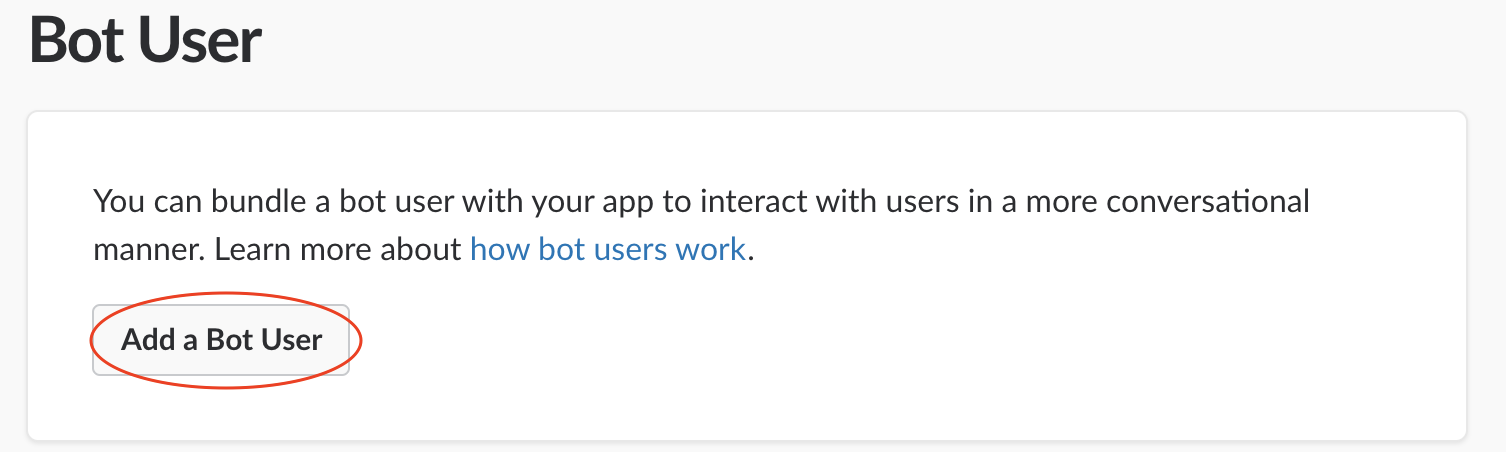 Bot User
You can bundle a bot user with your app to interact with users in a more conversational
manner. Learn more about how bot users work.
Add a Bot User